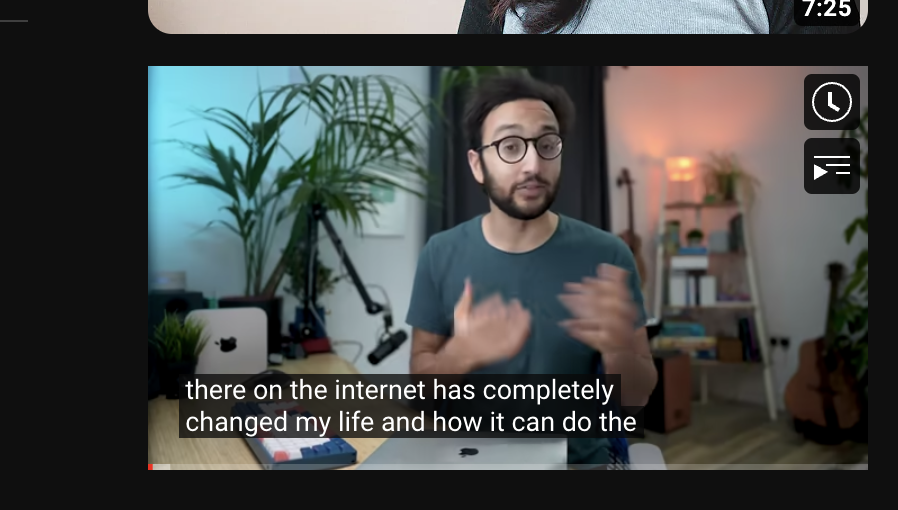 7:25
there on the internet has completely
changed my life and how it can do the